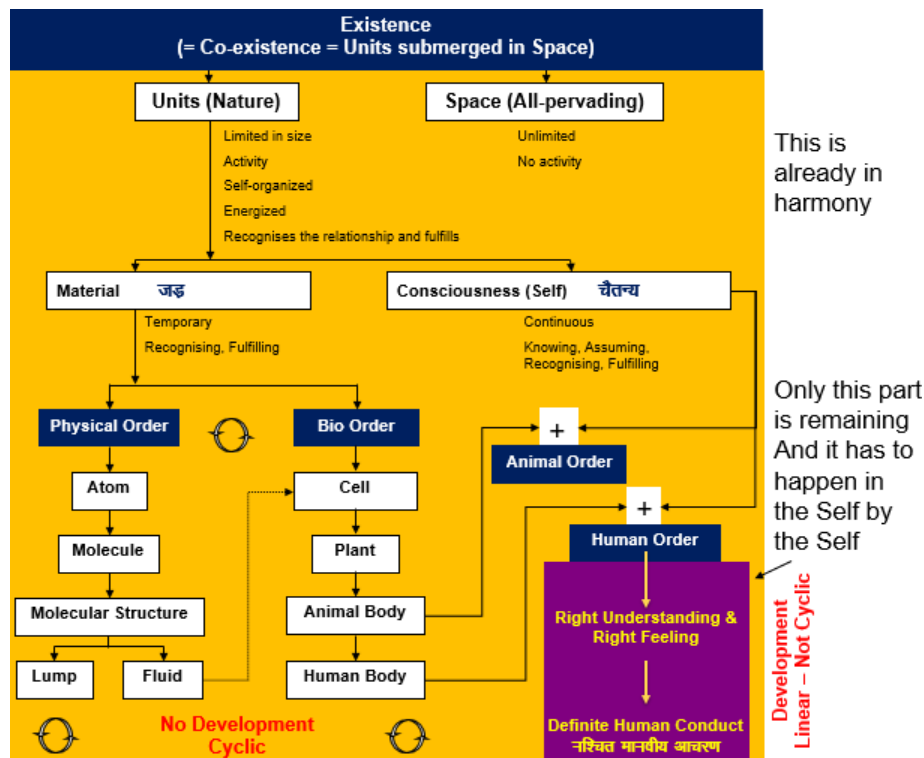 Existence
(= Co-existence = Units submerged in Space)
Units (Nature)
Space (All-pervading)
Limited in size
Activity
Self-organized
Energized
Recognises the relationship and fulfills
Unlimited
No activity
This is
already in
harmony
Material जड़
Consciousness (Self) चैतन्य
Temporary
Recognising, Fulfilling
Continuous
Knowing, Assuming,
Recognising, Fulfilling
Physical Order
Bio Order
+
Animal Order
Only this part
is remaining
And it has to
happen in
the Self by
the Self
Atom
Cell
+
Human Order
Molecule
Plant
Molecular Structure
Animal Body
Right Understanding &
Right Feeling
Lump
Fluid
Human Body
No Development
Cyclic
Definite Human Conduct
निश्चित मानवीय आचरण
Development
Linear – Not Cyclic